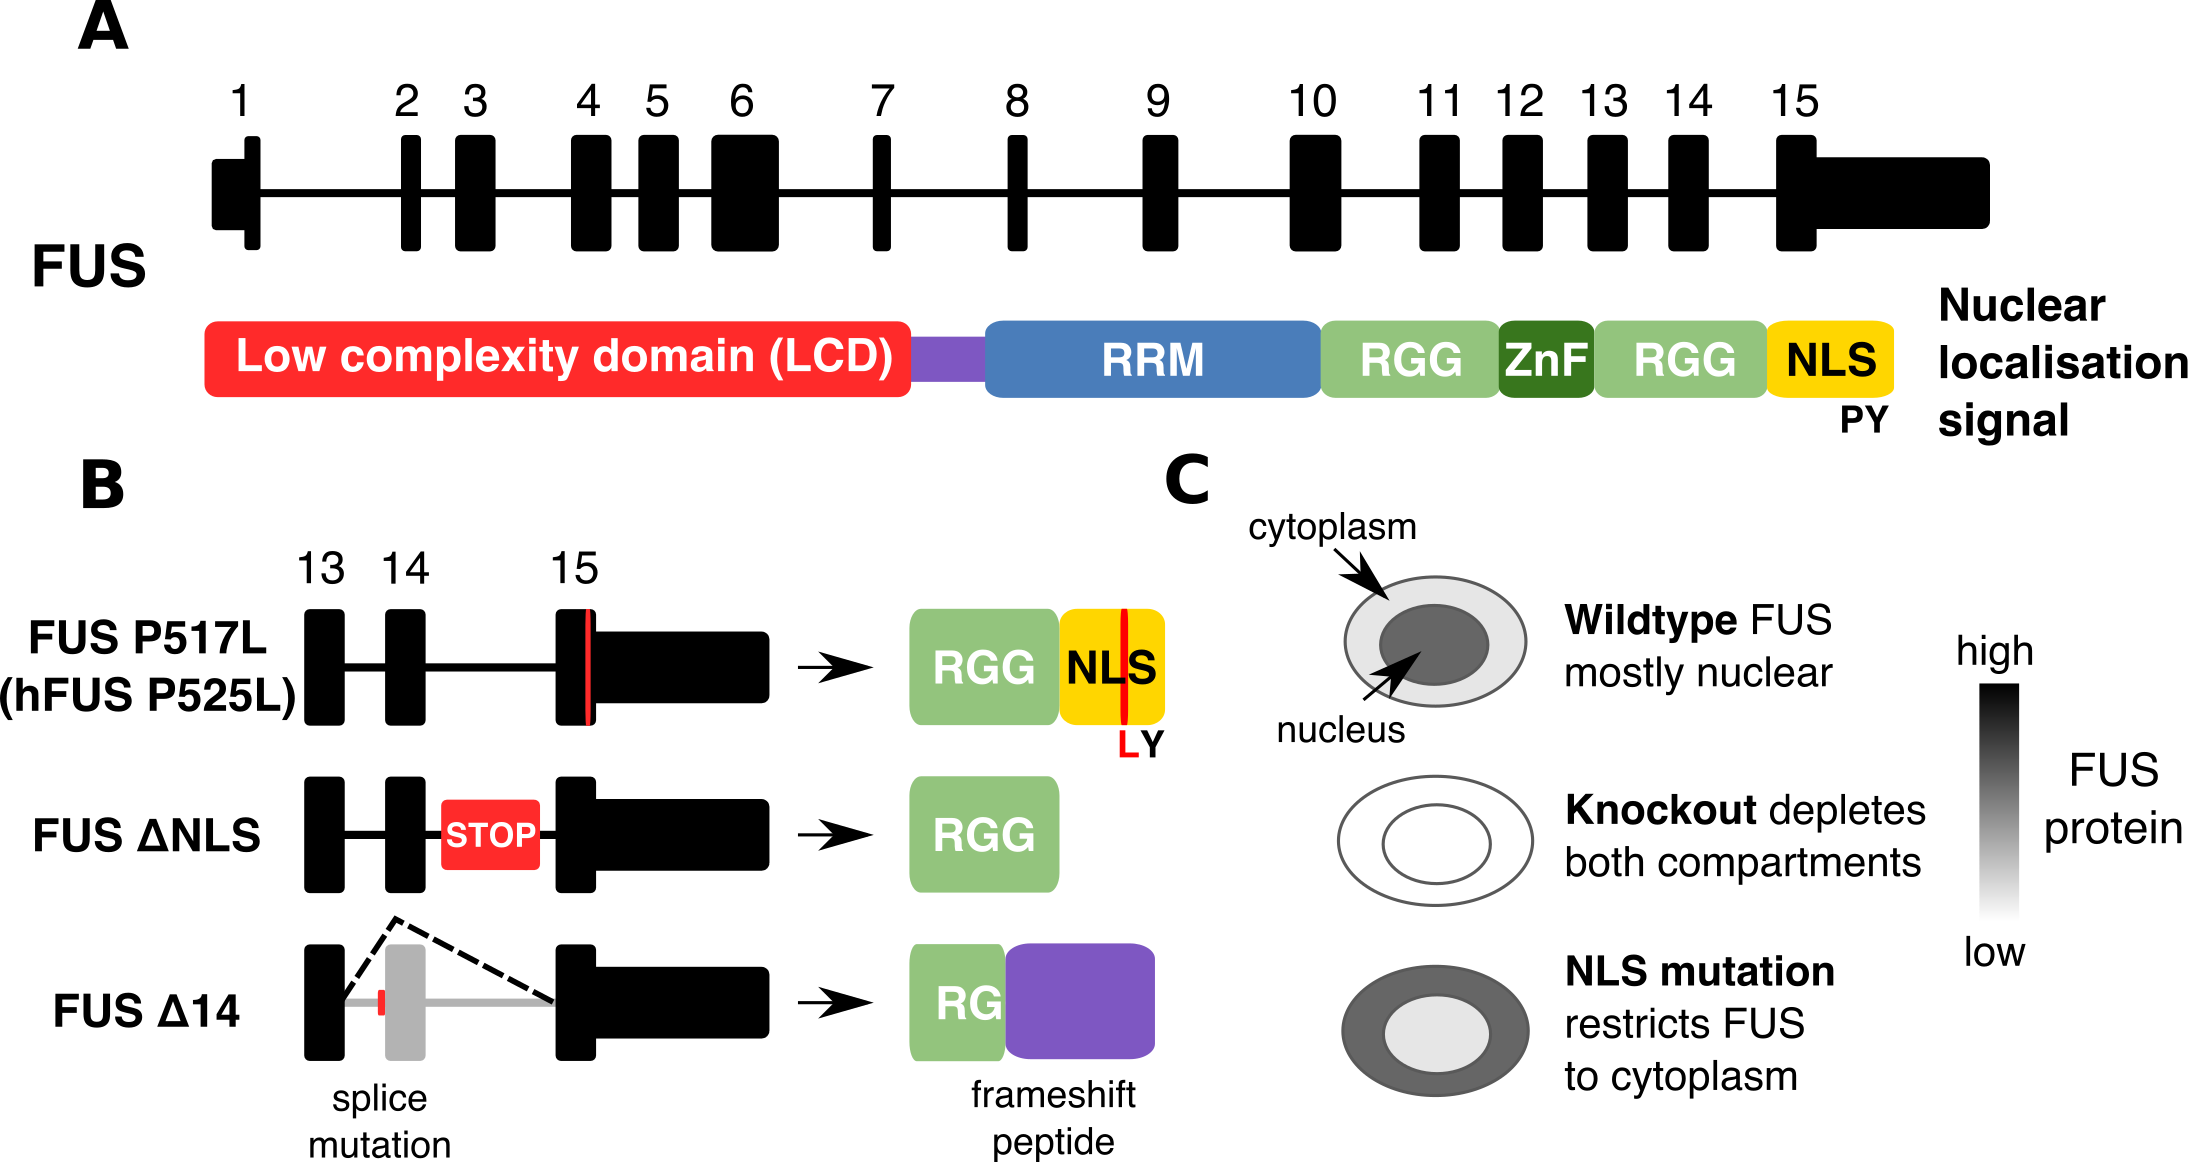 A
1 2 3 4 5 6 7 8 9 10 11 12 13 14 15
FUS
Low complexity domain (LCD) RRM RGG ZnF RGG NLS
PY
Nuclear
localisation
signal
B
13 14 15
FUS P517L
(hFUS P525L)
RGG NLS
LY
FUS ΔNLS
STOP
RGG
FUS Δ14
RG
splice
mutation
frameshift
peptide
C
cytoplasm
nucleus
Wildtype FUS
mostly nuclear
Knockout depletes
both compartments
NLS mutation
restricts FUS
to cytoplasm
high
FUS
protein
low